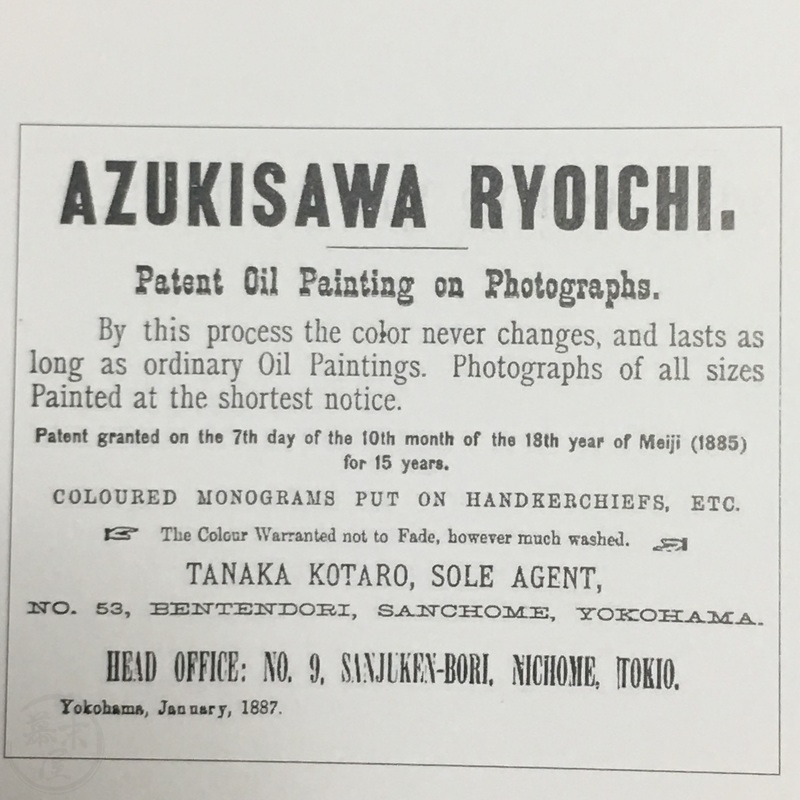 AZUKISAWA RYOICHI.
Patent Oil Painting on Photographs.
By this process the color never changes, and lasts as
long as ordinary Oil Paintings. Photographs of all sizes
Painted at the shortest notice.
Patent granted on the 7th day of the 10th month of the 18th year of Meiji (1885)
for 15 years.
COLOURED MONOGRAMS PUT ON HANDKERCHIEFS, ETC.
The Colour Warranted not to Fade, however much washed.
TANAKA KOTARO, SOLE AGENT,
NO. 53, BENTENDORI, SANCHOME, YOKOHAMA.
HEAD OFFICE: NO. 9, SANJUKEN-BORI, NICHOME, TOKIO.
Yokohama, January, 1887.